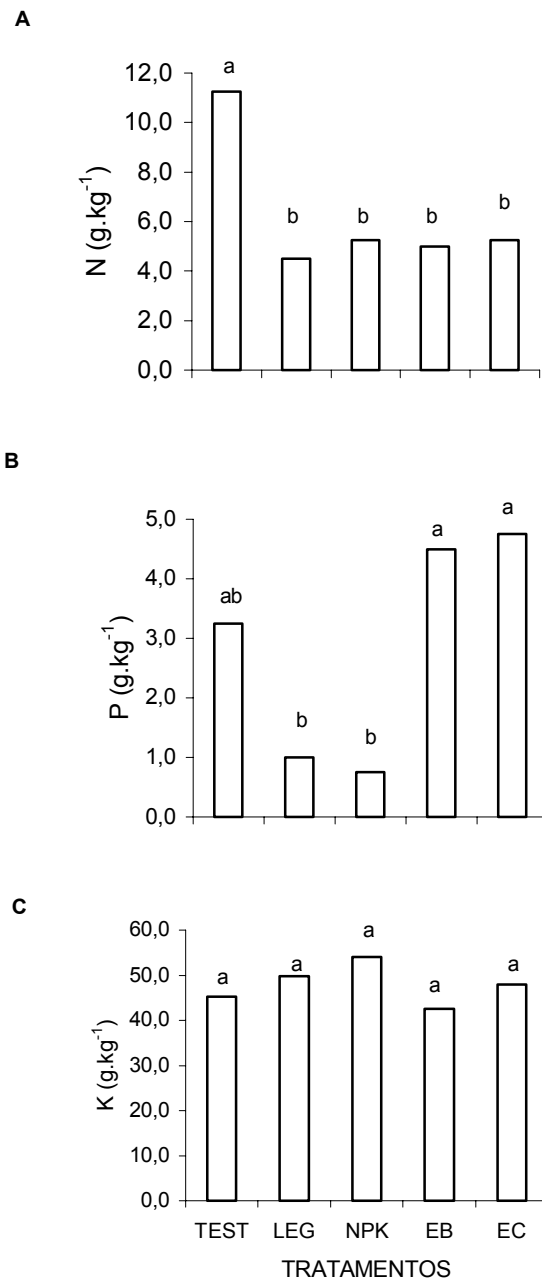 A
12,0
10,0
8,0
6,0
4,0
2,0
0,0
N (g.kg⁻¹)
a
b
b
b
b
B
5,0
4,0
3,0
2,0
1,0
0,0
P (g.kg⁻¹)
ab
b
b
a
a
C
60,0
50,0
40,0
30,0
20,0
10,0
0,0
K (g.kg⁻¹)
a
a
a
a
a
TEST LEG NPK EB EC
TRATAMENTOS